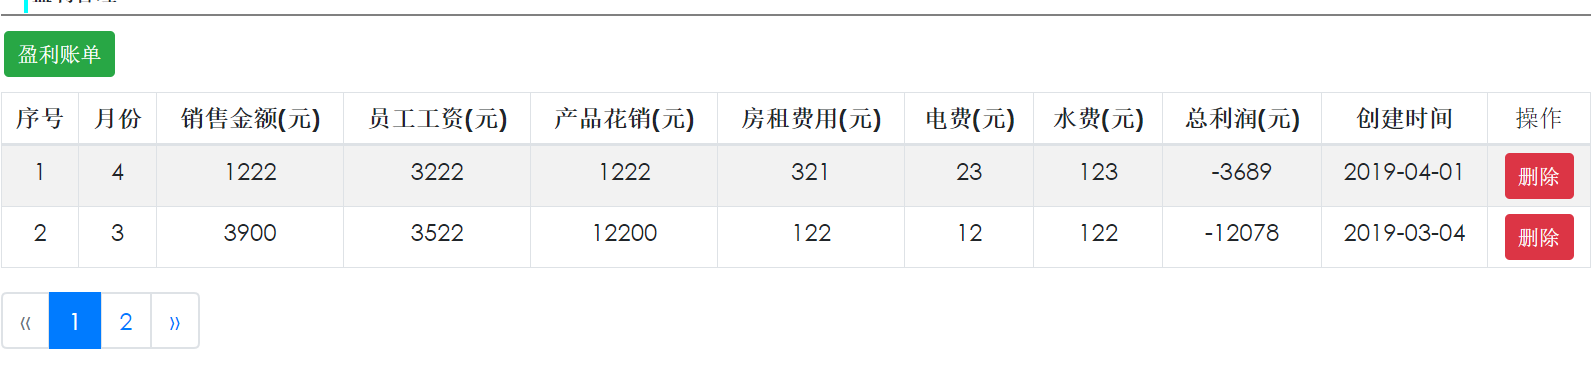 盈利账单
序号 月份 销售金额(元) 员工工资(元) 产品花销(元) 房租费用(元) 电费(元) 水费(元) 总利润(元) 创建时间 操作
1 4 1222 3222 1222 321 23 123 -3689 2019-04-01 删除
2 3 3900 3522 12200 122 12 122 -12078 2019-03-04 删除
« 1 2 »